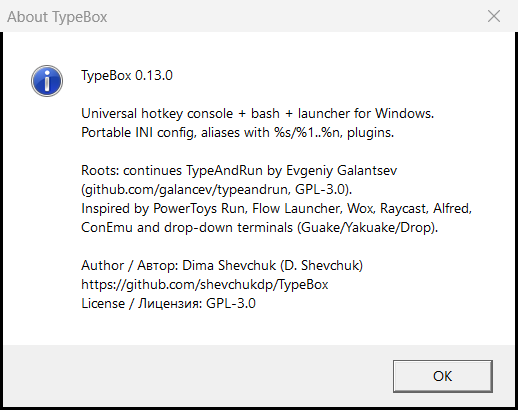 About TypeBox
TypeBox 0.13.0
Universal hotkey console + bash + launcher for Windows.
Portable INI config, aliases with %s/%1..%n, plugins.
Roots: continues TypeAndRun by Evgeniy Galantsev
(github.com/galancev/typeandrun, GPL-3.0).
Inspired by PowerToys Run, Flow Launcher, Wox, Raycast, Alfred,
ConEmu and drop-down terminals (Guake/Yakuake/Drop).
Author / Автор: Dima Shevchuk (D. Shevchuk)
https://github.com/shevchukdp/TypeBox
License / Лицензия: GPL-3.0
OK